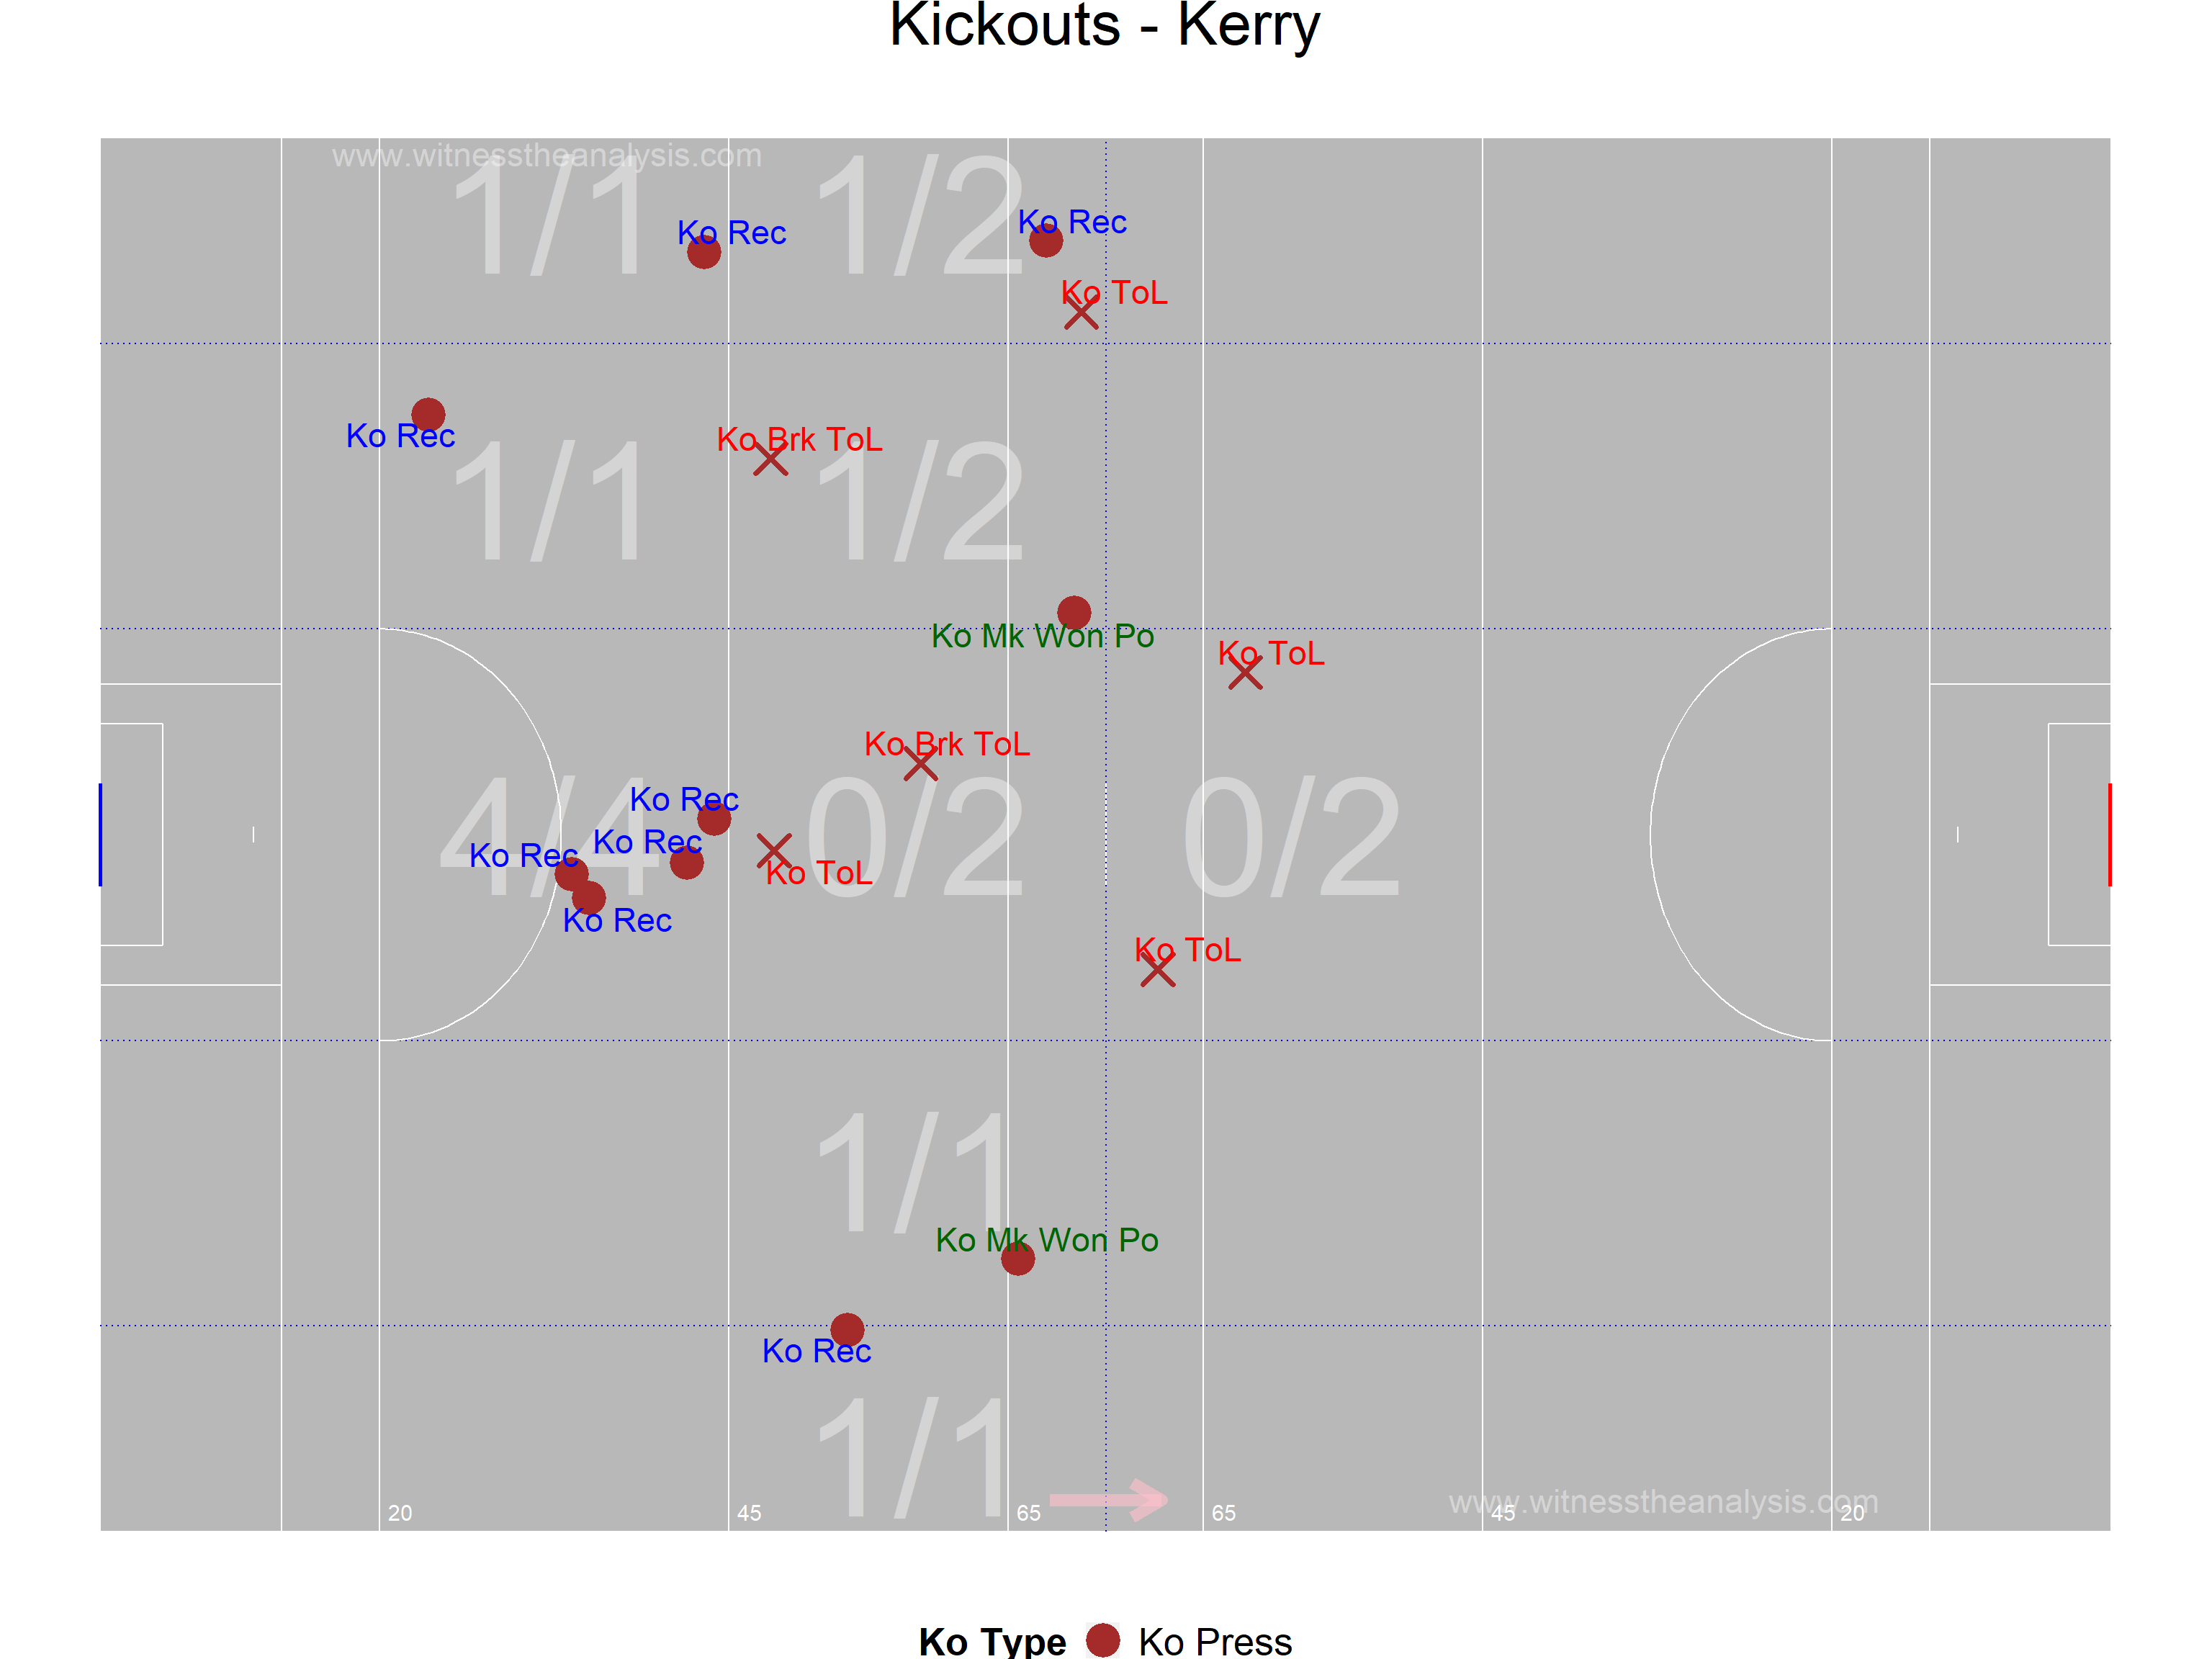 Kickouts - Kerry
www.witnesstheanalysis.com
1/1
1/2
Ko Rec
Ko Rec
Ko ToL
Ko Rec
Ko Brk ToL
1/1
1/2
Ko Mk Won Po
Ko ToL
Ko Brk ToL
Ko Rec
Ko Rec
Ko Rec
4/4
0/2
0/2
Ko ToL
Ko Rec
Ko ToL
1/1
Ko Mk Won Po
Ko Rec
1/1
www.witnesstheanalysis.com
20
45
65
65
45
20
Ko Type Ko Press